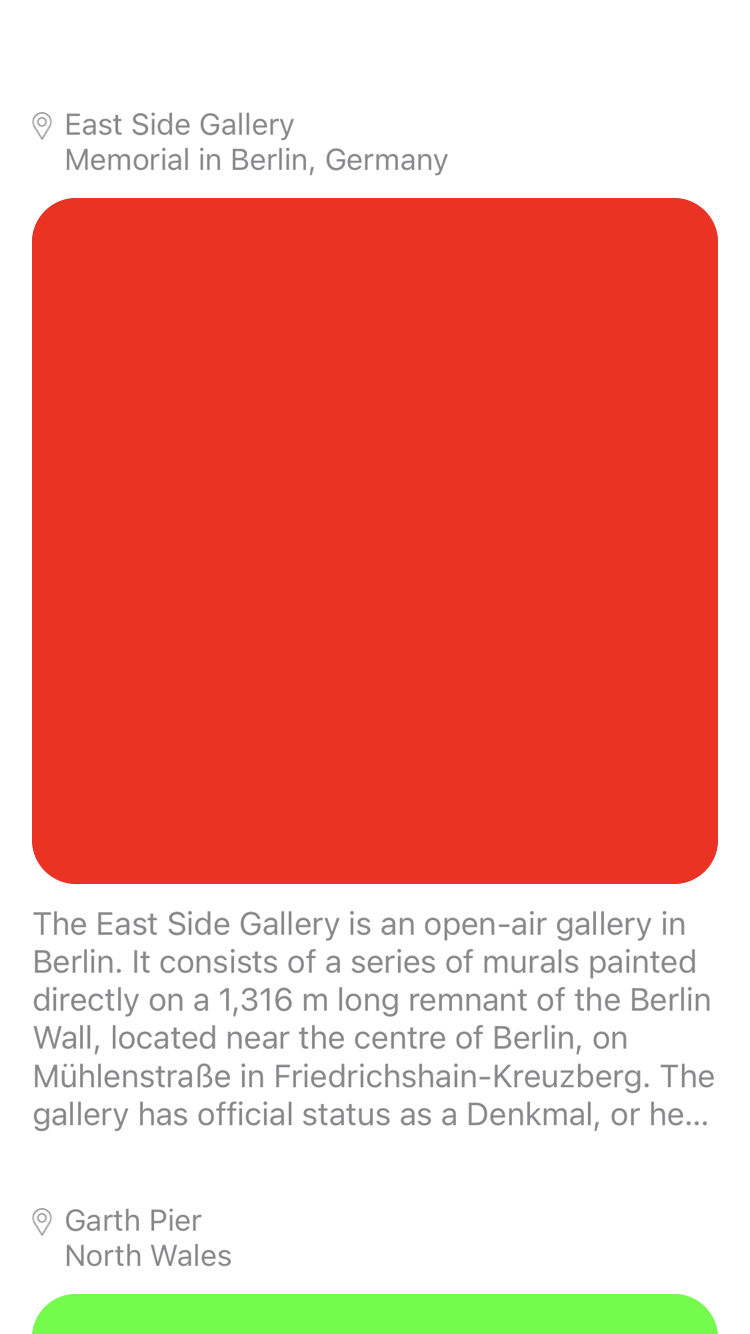 East Side Gallery
Memorial in Berlin, Germany
The East Side Gallery is an open-air gallery in
Berlin. It consists of a series of murals painted
directly on a 1,316 m long remnant of the Berlin
Wall, located near the centre of Berlin, on
Mühlenstraße in Friedrichshain-Kreuzberg. The
gallery has official status as a Denkmal, or he...
Garth Pier
North Wales